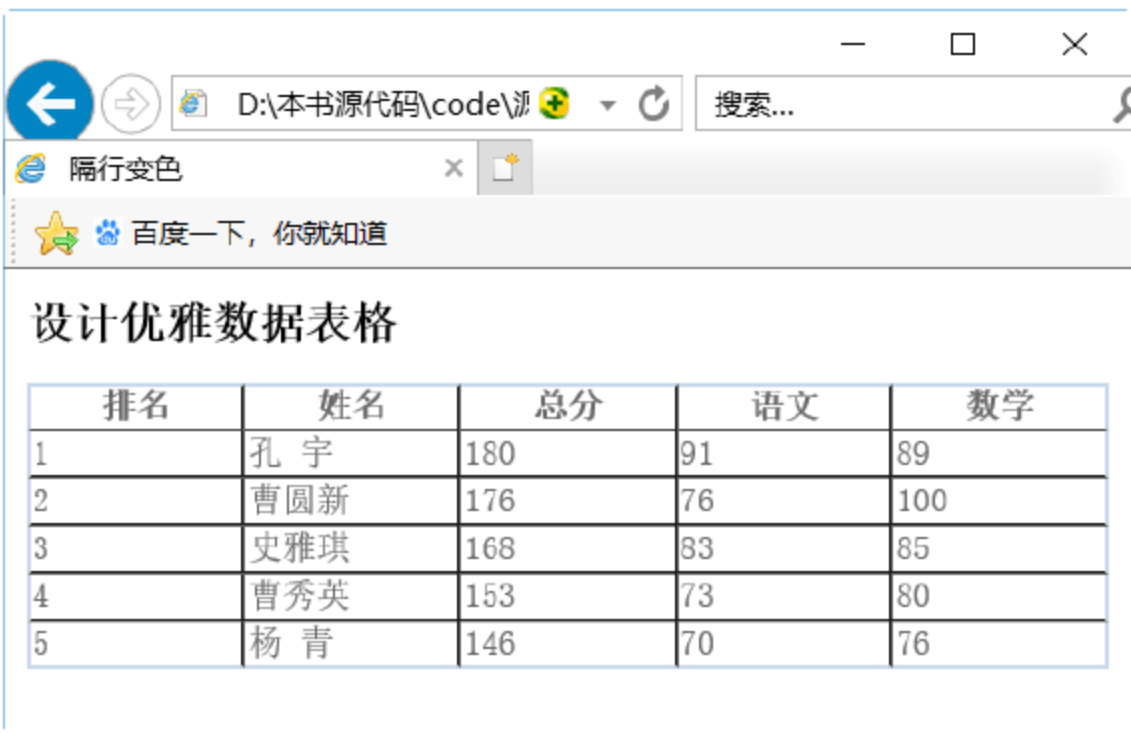 D:\本书源代码\code\源 搜索...
隔行变色
百度一下，你就知道
设计优雅数据表格
排名 姓名 总分 语文 数学
1 孔 宇 180 91 89
2 曹圆新 176 76 100
3 史雅琪 168 83 85
4 曹秀英 153 73 80
5 杨 青 146 70 76